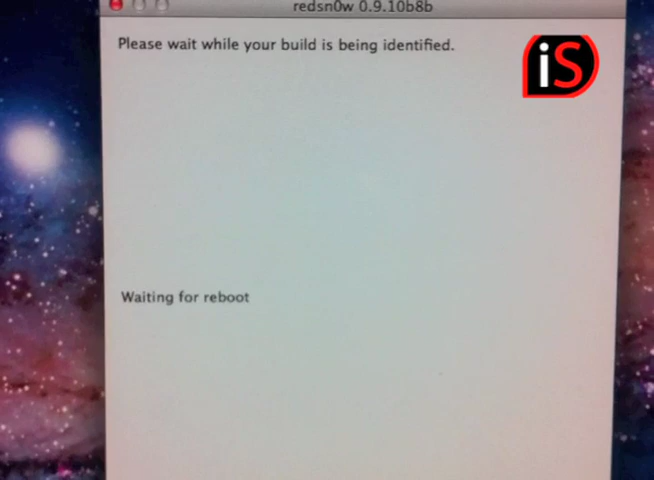 redsn0w 0.9.10b8b
Please wait while your build is being identified.
iS
Waiting for reboot